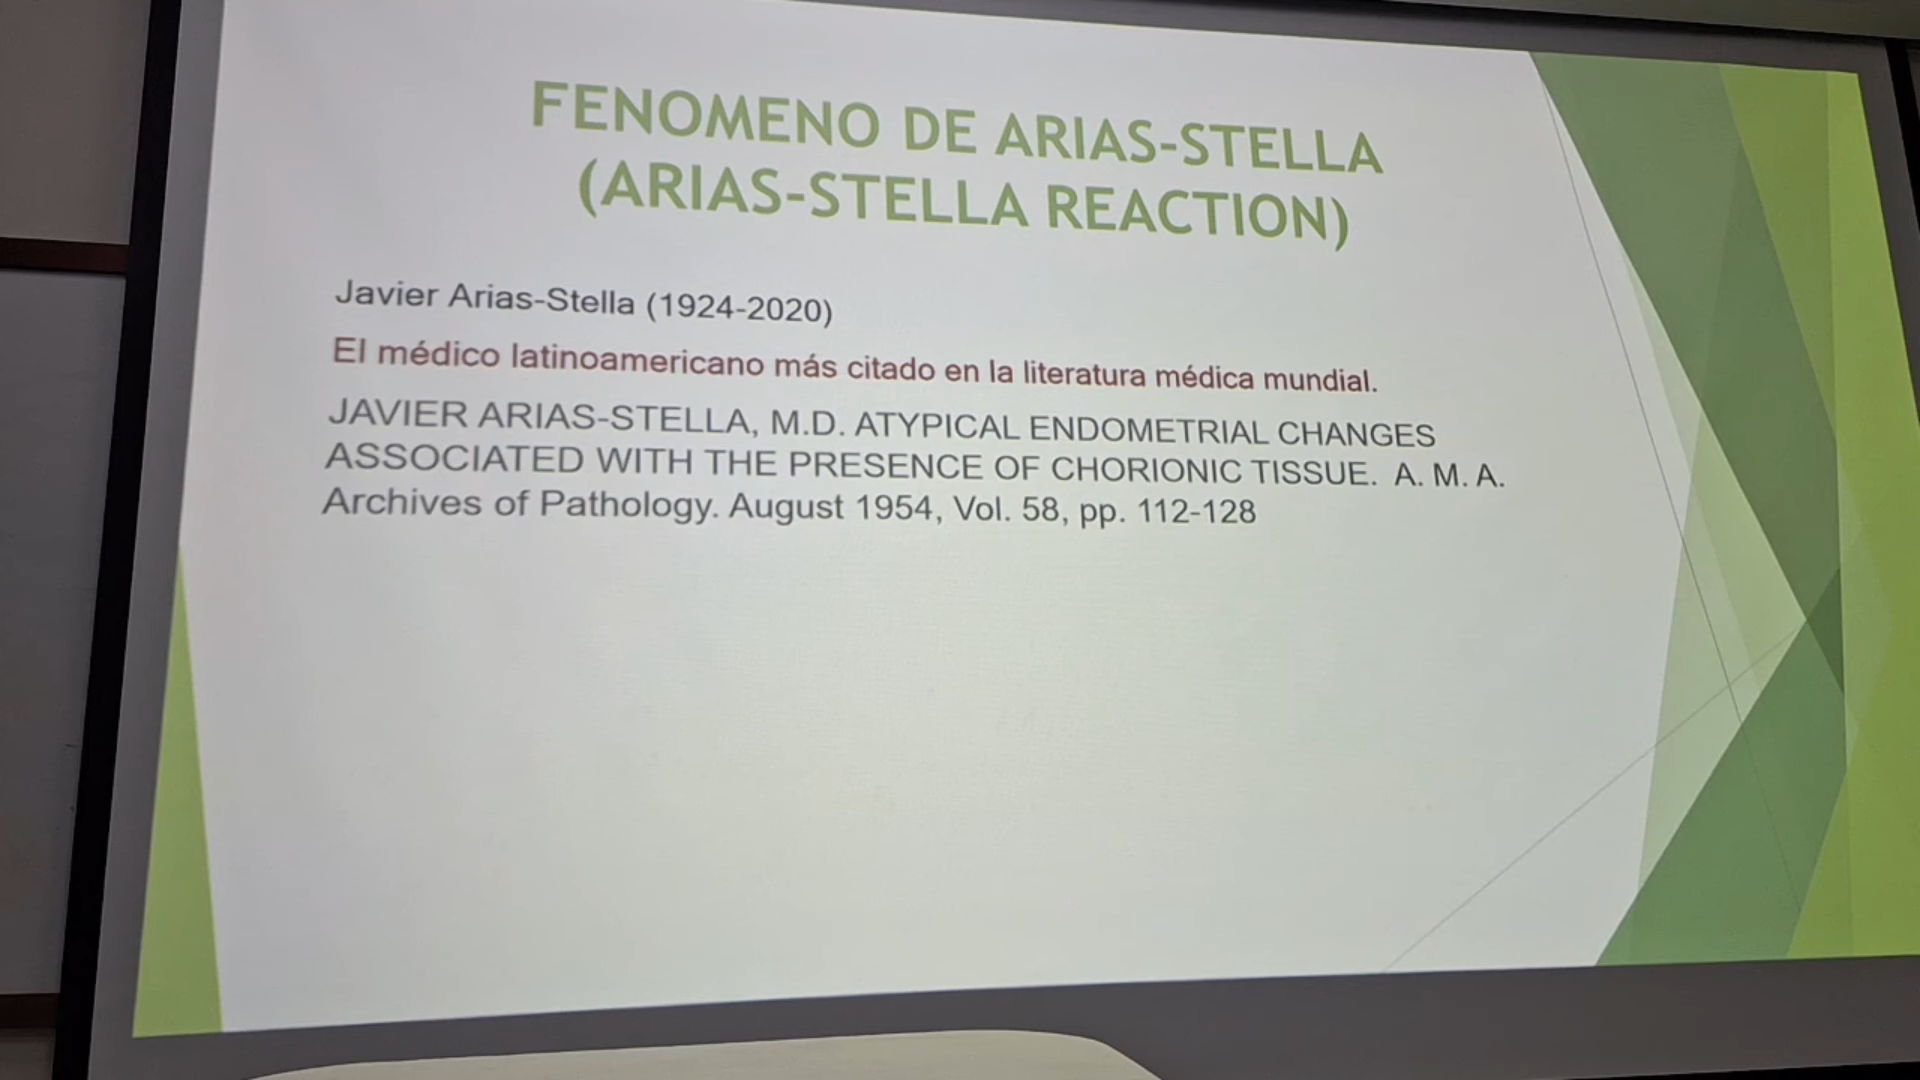 FENOMENO DE ARIAS-STELLA
(ARIAS-STELLA REACTION)
Javier Arias-Stella (1924-2020)
El médico latinoamericano más citado en la literatura médica mundial.
JAVIER ARIAS-STELLA, M.D. ATYPICAL ENDOMETRIAL CHANGES
ASSOCIATED WITH THE PRESENCE OF CHORIONIC TISSUE. A. M. A.
Archives of Pathology. August 1954, Vol. 58, pp. 112-128